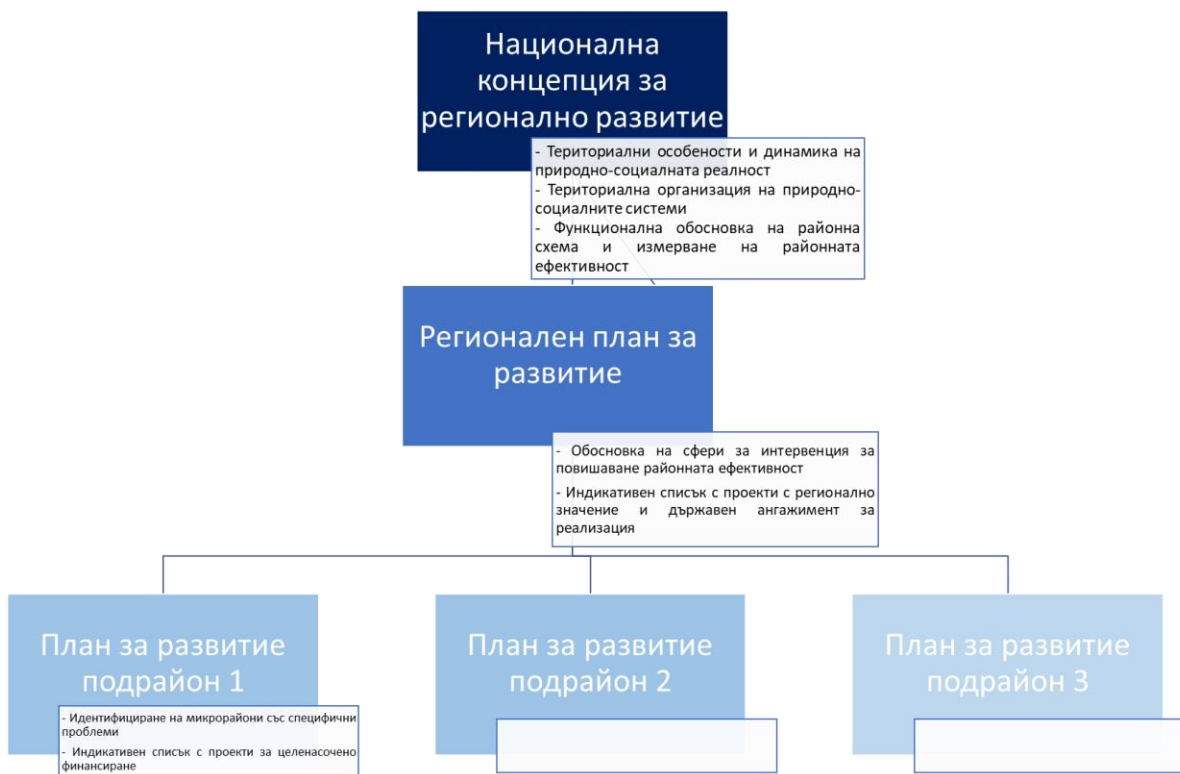 Национална
концепция за
регионално развитие
- Териториални особености и динамика на
природно-социалната реалност
- Териториална организация на природно-
социалните системи
- Функционална обосновка на районна
схема и измерване на районната
ефективност
Регионален план за
развитие
- Обосновка на сфери за интервенция за
повишаване районната ефективност
- Индикативен списък с проекти с регионално
значение и държавен ангажимент за
реализация
План за развитие
подрайон 1
- Идентифициране на микрорайони със специфични
проблеми
- Индикативен списък с проекти за целенасочено
финансиране
План за развитие
подрайон 2
План за развитие
подрайон 3